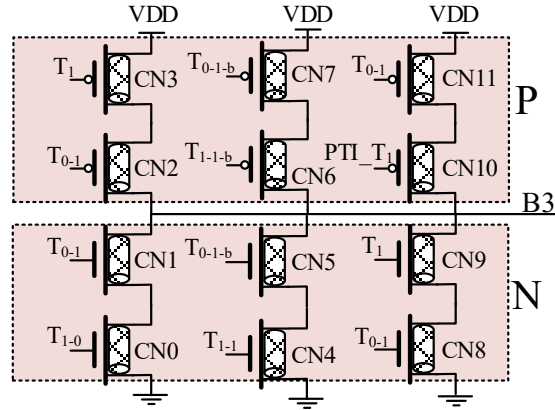 VDD VDD VDD
T1 CN3 T0-1-b CN7 T0-1 CN11 P
T0-1 CN2 T1-1-b CN6 PTI_T1 CN10
B3
T0-1 CN1 T0-1-b CN5 T1 CN9 N
T1-0 CN0 T1-1 CN4 T0-1 CN8